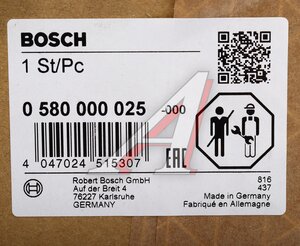 BOSCH
1 St/Pc
0 580 000 025 -000
4 047024 515307
EAC
Robert Bosch GmbH
Auf der Breit 4
76227 Karlsruhe
GERMANY
816
437
Made in Germany
Fabriqué en Allemagne